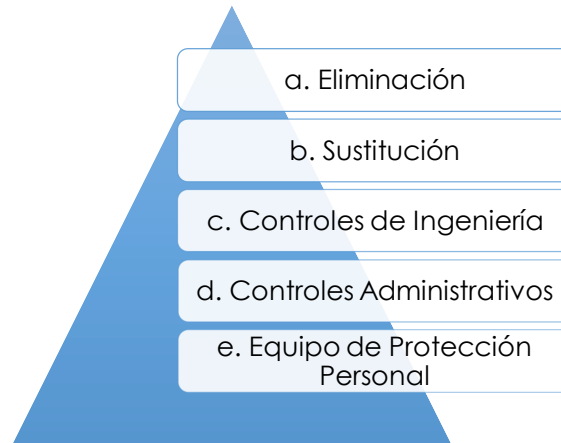 a. Eliminación
b. Sustitución
c. Controles de Ingeniería
d. Controles Administrativos
e. Equipo de Protección
Personal